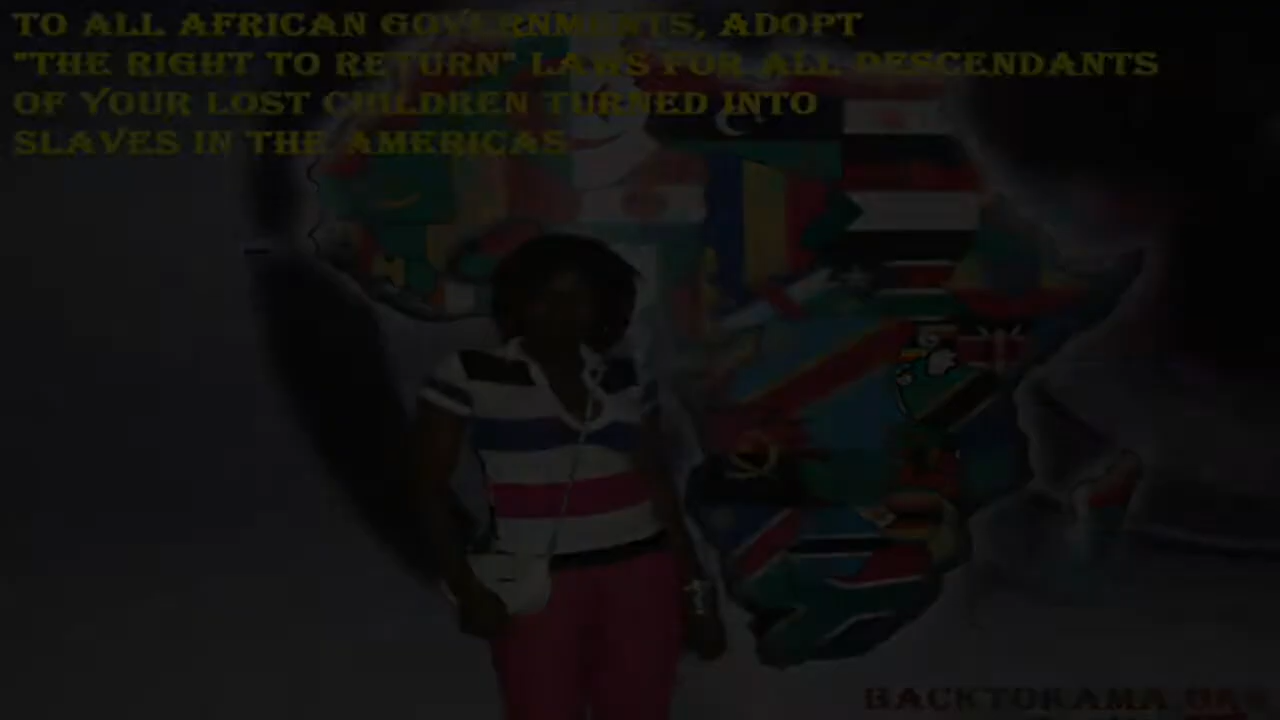 TO ALL AFRICAN GOVERNMENTS, ADOPT
"THE RIGHT TO RETURN" LAWS FOR ALL DESCENDANTS
OF YOUR LOST CHILDREN TURNED INTO
SLAVES IN THE AMERICAS
BACKTORAMA